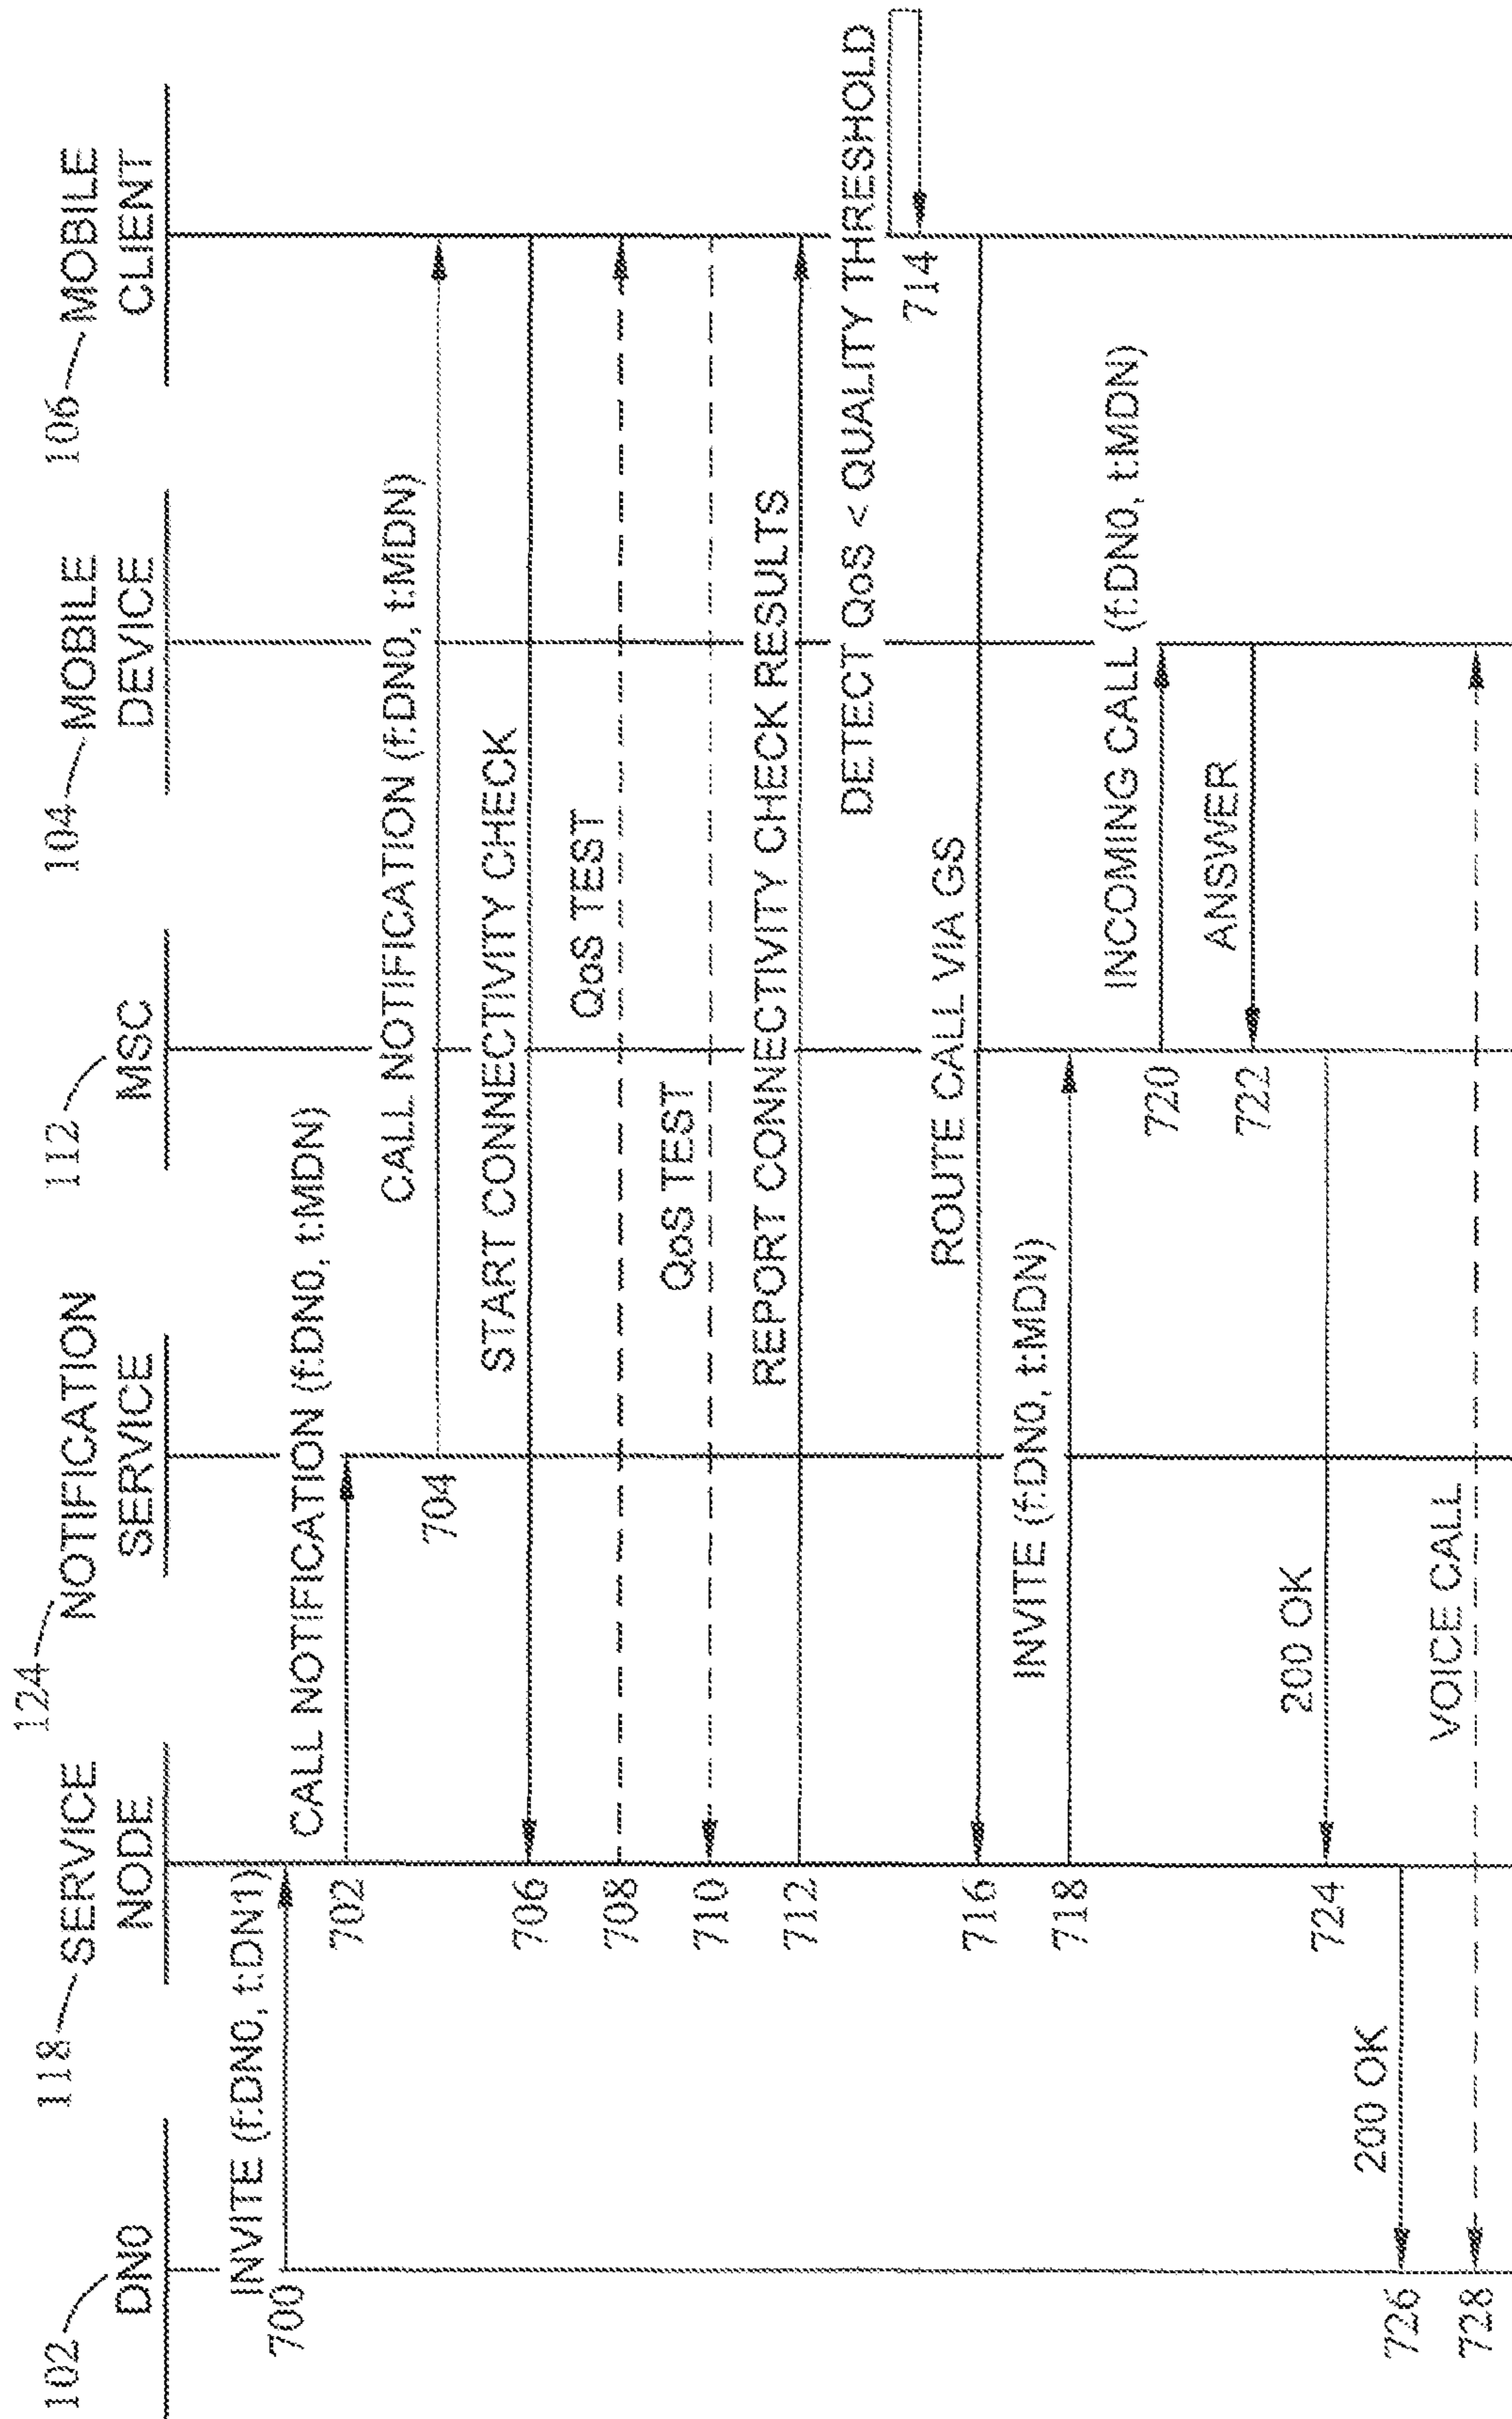 102
DN0
118
SERVICE
NODE
124
NOTIFICATION
SERVICE
112
MSC
104
MOBILE
DEVICE
106
MOBILE
CLIENT
INVITE (f:DN0, t:DN1)
700
CALL NOTIFICATION (f:DN0, t:MDN)
702
CALL NOTIFICATION (f:DN0, t:MDN)
704
START CONNECTIVITY CHECK
706
QoS TEST
708
QoS TEST
710
REPORT CONNECTIVITY CHECK RESULTS
712
DETECT QoS < QUALITY THRESHOLD
714
ROUTE CALL VIA GS
716
INVITE (f:DN0, t:MDN)
718
INCOMING CALL (f:DN0, t:MDN)
720
ANSWER
722
200 OK
724
200 OK
726
VOICE CALL
728